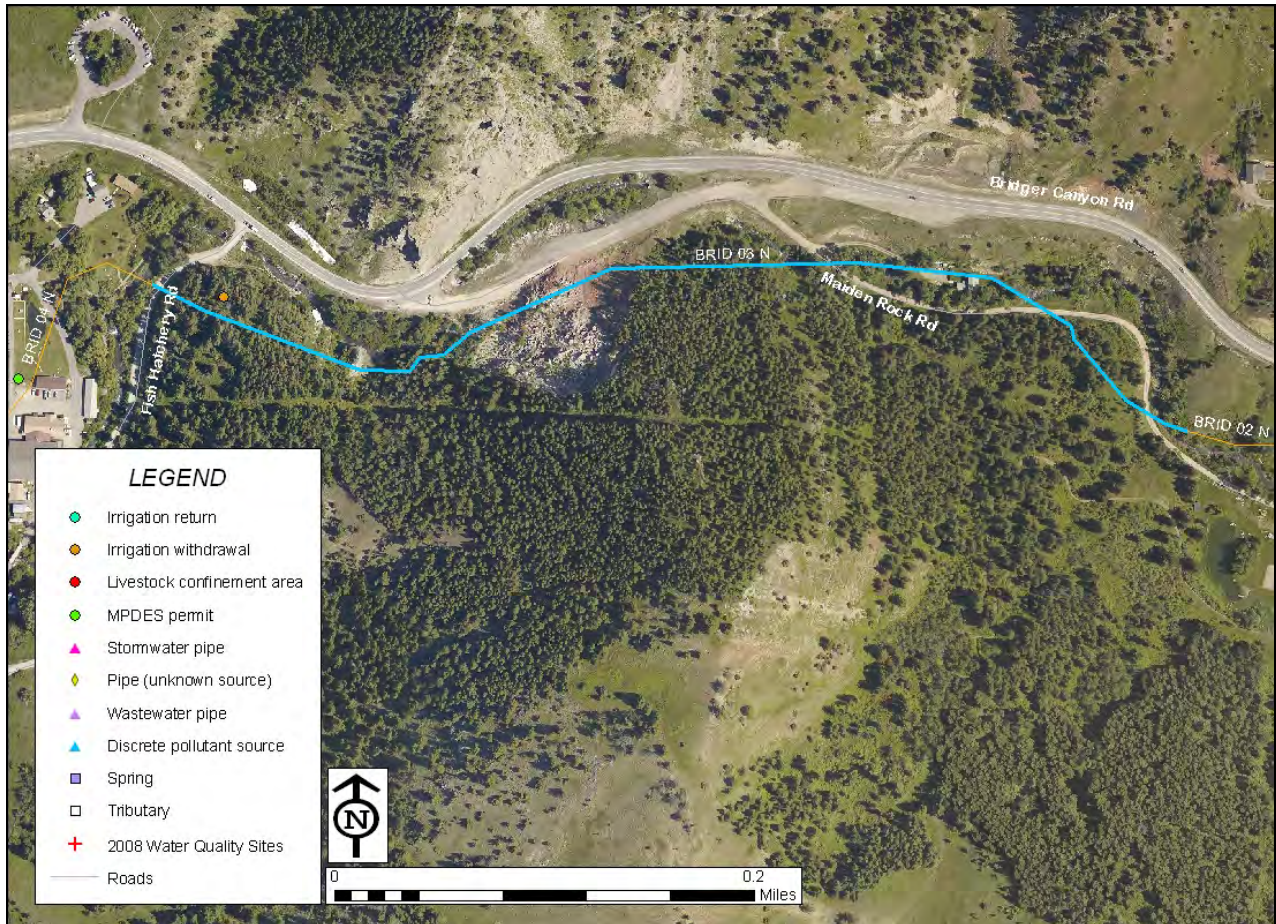 Bridger Canyon Rd
BRID 03 N
Maiden Rock Rd
BRID 04 N
Fish Hatchery Rd
BRID 02 N
LEGEND
Irrigation return
Irrigation withdrawal
Livestock confinement area
MPDES permit
Stormwater pipe
Pipe (unknown source)
Wastewater pipe
Discrete pollutant source
Spring
Tributary
2008 Water Quality Sites
Roads
N
0 0.2
Miles